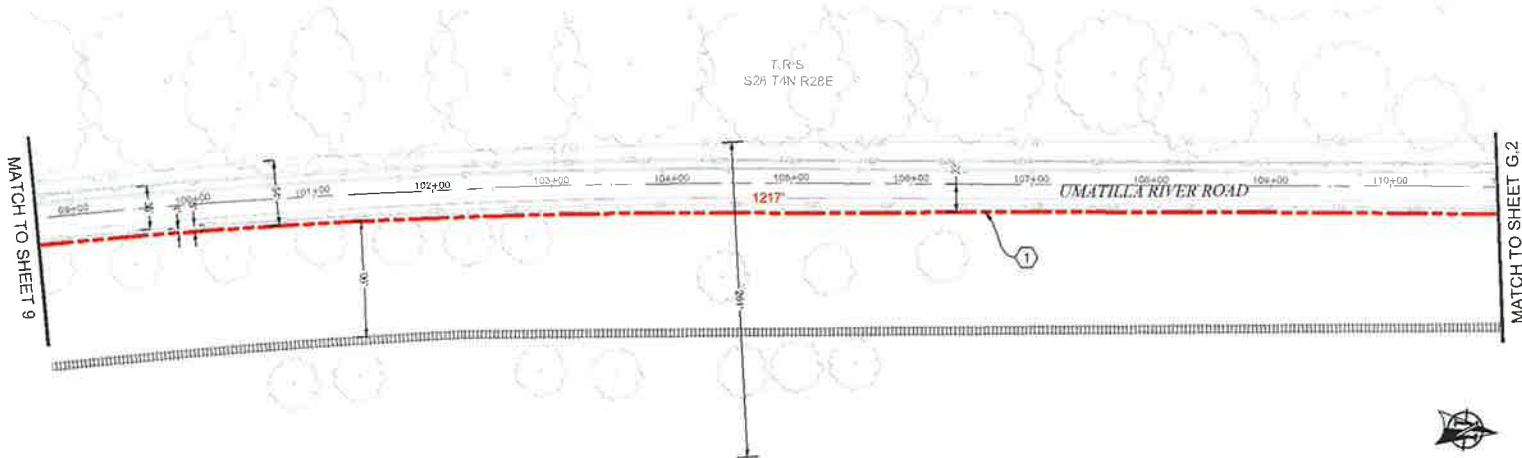 T.R.S
S28 T4N R28E
MATCH TO SHEET 9
99+00
100+00
101+00
102+00
103+00
104+00
105+00
106+00
107+00
108+00
109+00
110+00
1217'
UMATILLA RIVER ROAD
1
MATCH TO SHEET G.2